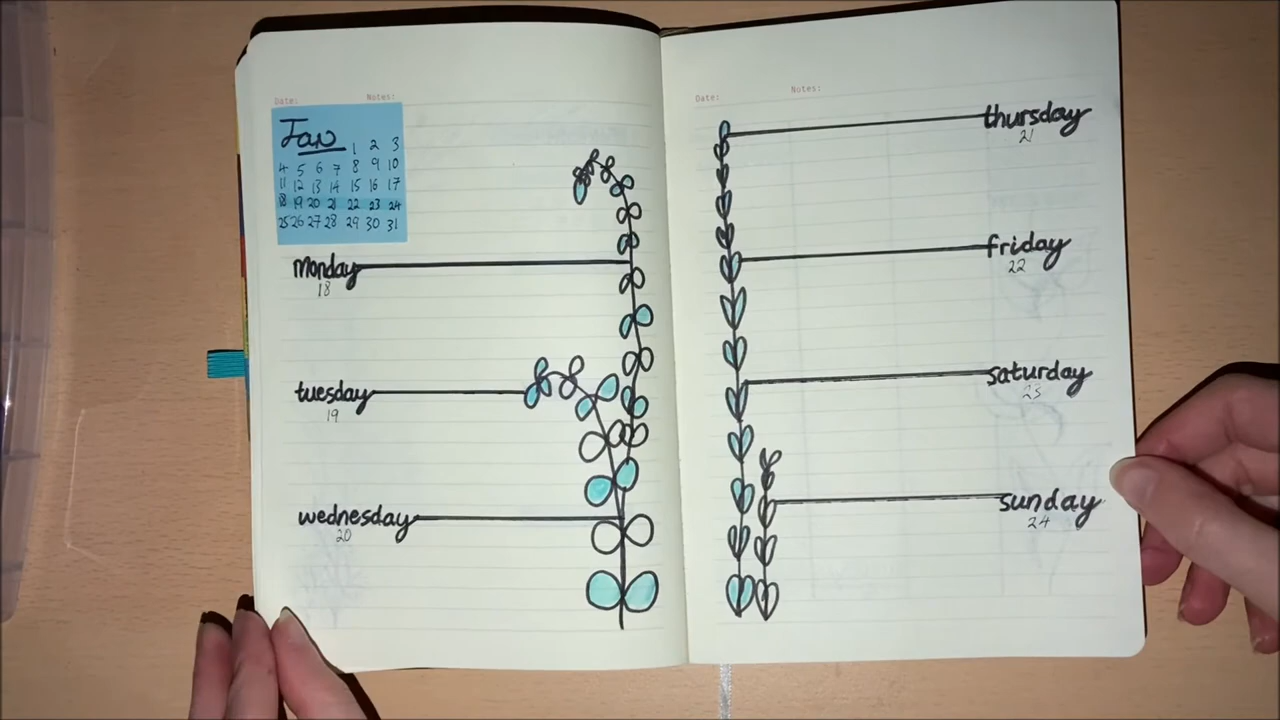 Date: Notes:
Jan
1 2 3
4 5 6 7 8 9 10
11 12 13 14 15 16 17
18 19 20 21 22 23 24
25 26 27 28 29 30 31
monday
18
tuesday
19
wednesday
20
Date: Notes:
thursday
21
friday
22
saturday
23
sunday
24